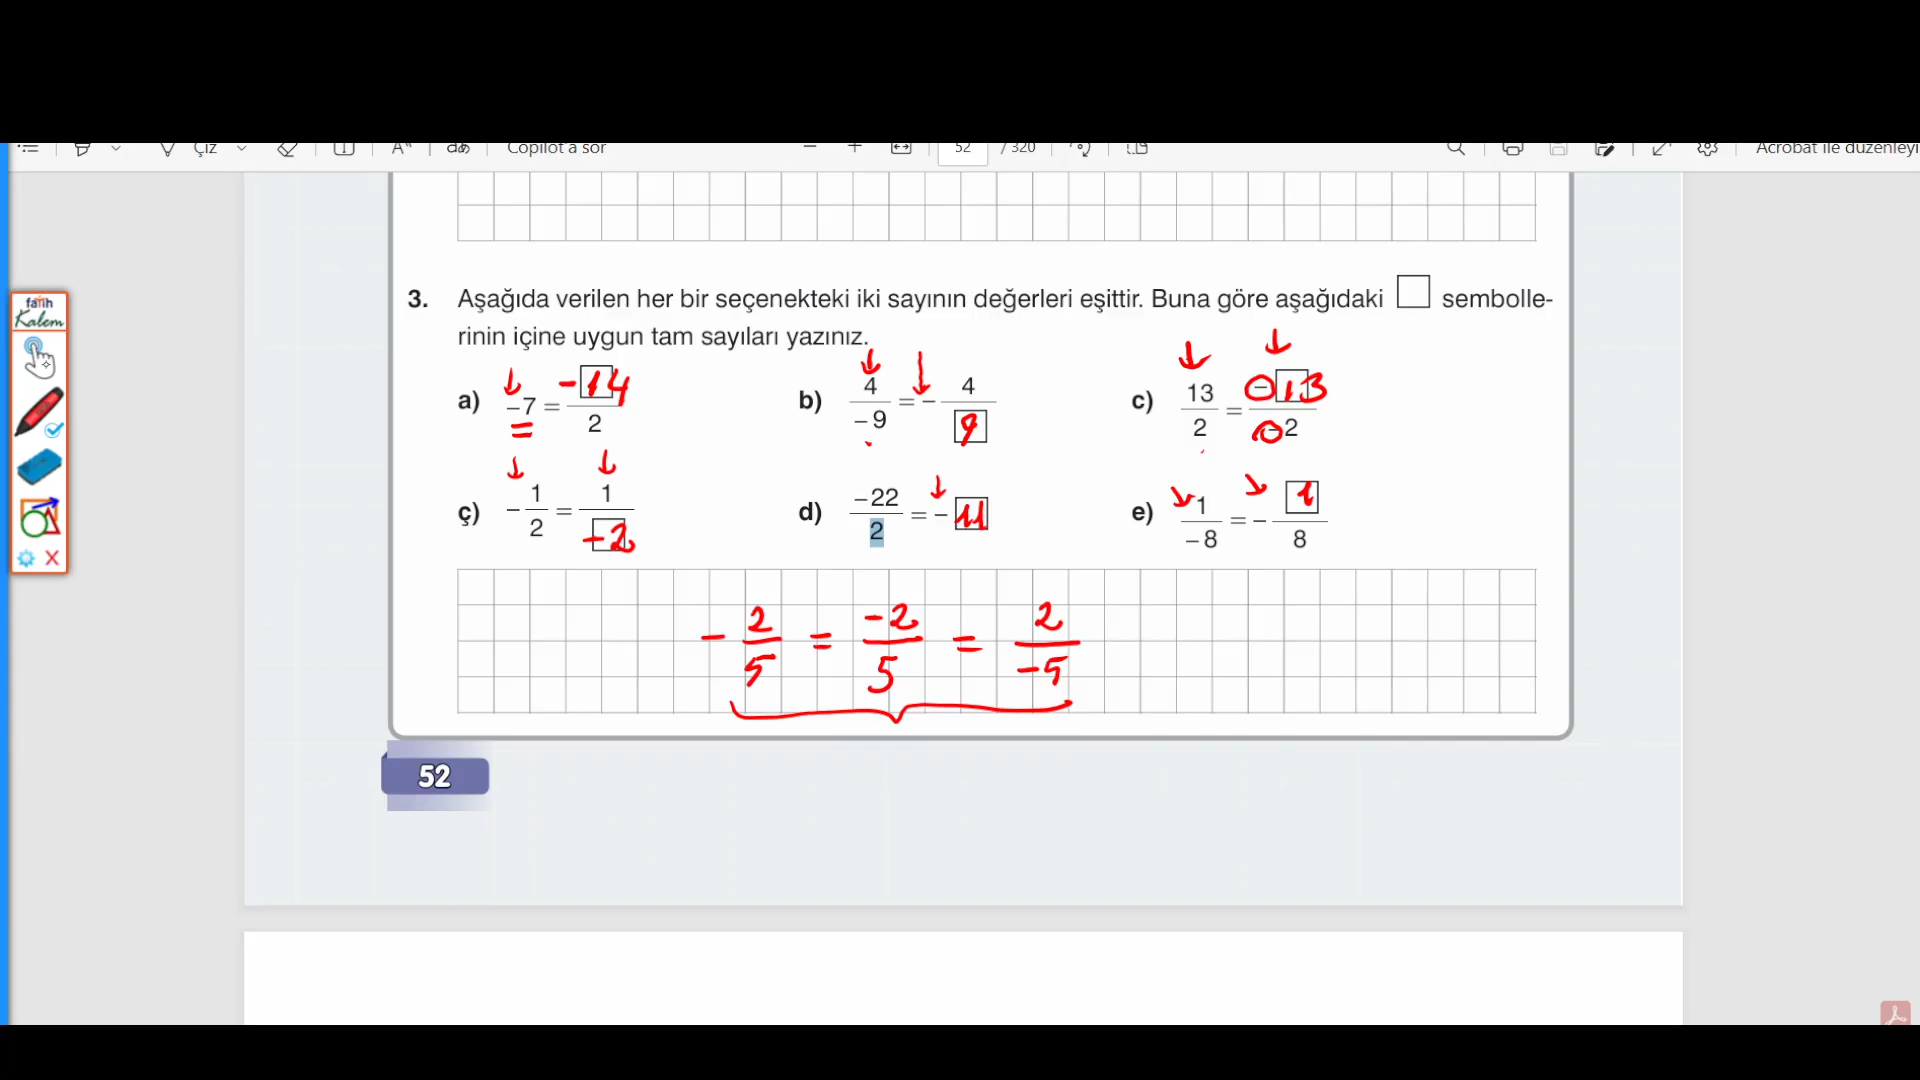 Çiz
Copilot'a sor
52 / 320
Acrobat ile düzenleyi
fatih
Kalem
3. Aşağıda verilen her bir seçenekteki iki sayının değerleri eşittir. Buna göre aşağıdaki □ sembolle-
rinin içine uygun tam sayıları yazınız.
a) -7 = -14/2
b) 4/-9 = - 4/9
c) 13/2 = -13/-2
ç) - 1/2 = 1/-2
d) -22/2 = - 11
e) 1/-8 = - 1/8
- 2/5 = -2/5 = 2/-5
52